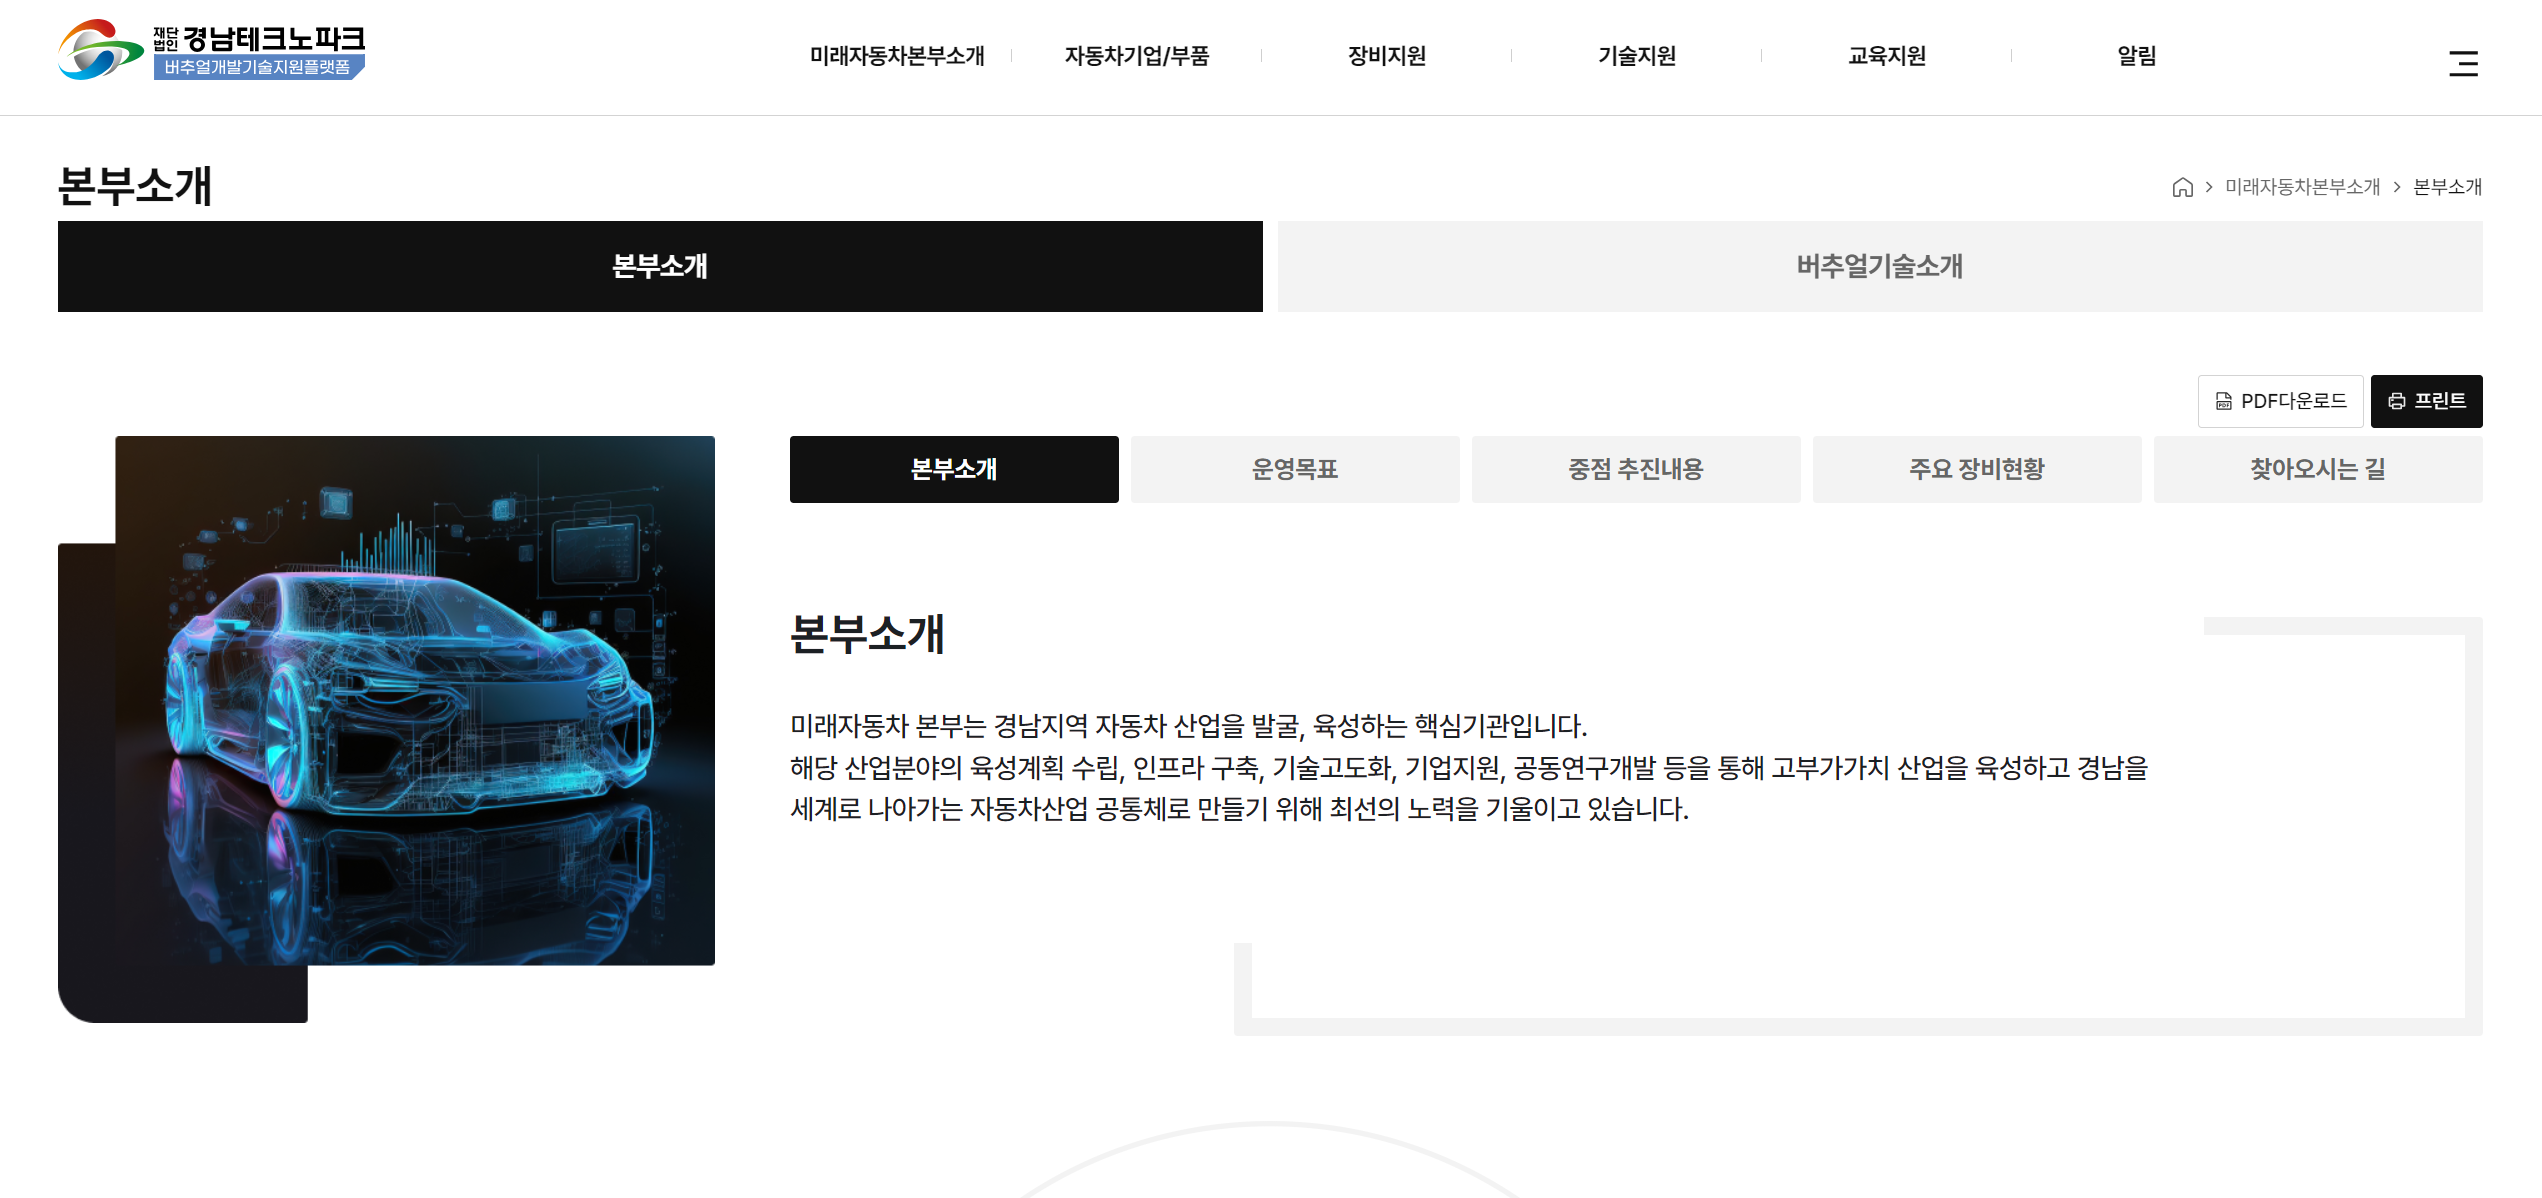 재단법인 경남테크노파크
버추얼개발기술지원플랫폼
미래자동차본부소개
자동차기업/부품
장비지원
기술지원
교육지원
알림
본부소개
미래자동차본부소개
본부소개
본부소개
버추얼기술소개
PDF다운로드
프린트
본부소개
운영목표
중점 추진내용
주요 장비현황
찾아오시는 길
본부소개
미래자동차 본부는 경남지역 자동차 산업을 발굴, 육성하는 핵심기관입니다.
해당 산업분야의 육성계획 수립, 인프라 구축, 기술고도화, 기업지원, 공동연구개발 등을 통해 고부가가치 산업을 육성하고 경남을
세계로 나아가는 자동차산업 공통체로 만들기 위해 최선의 노력을 기울이고 있습니다.